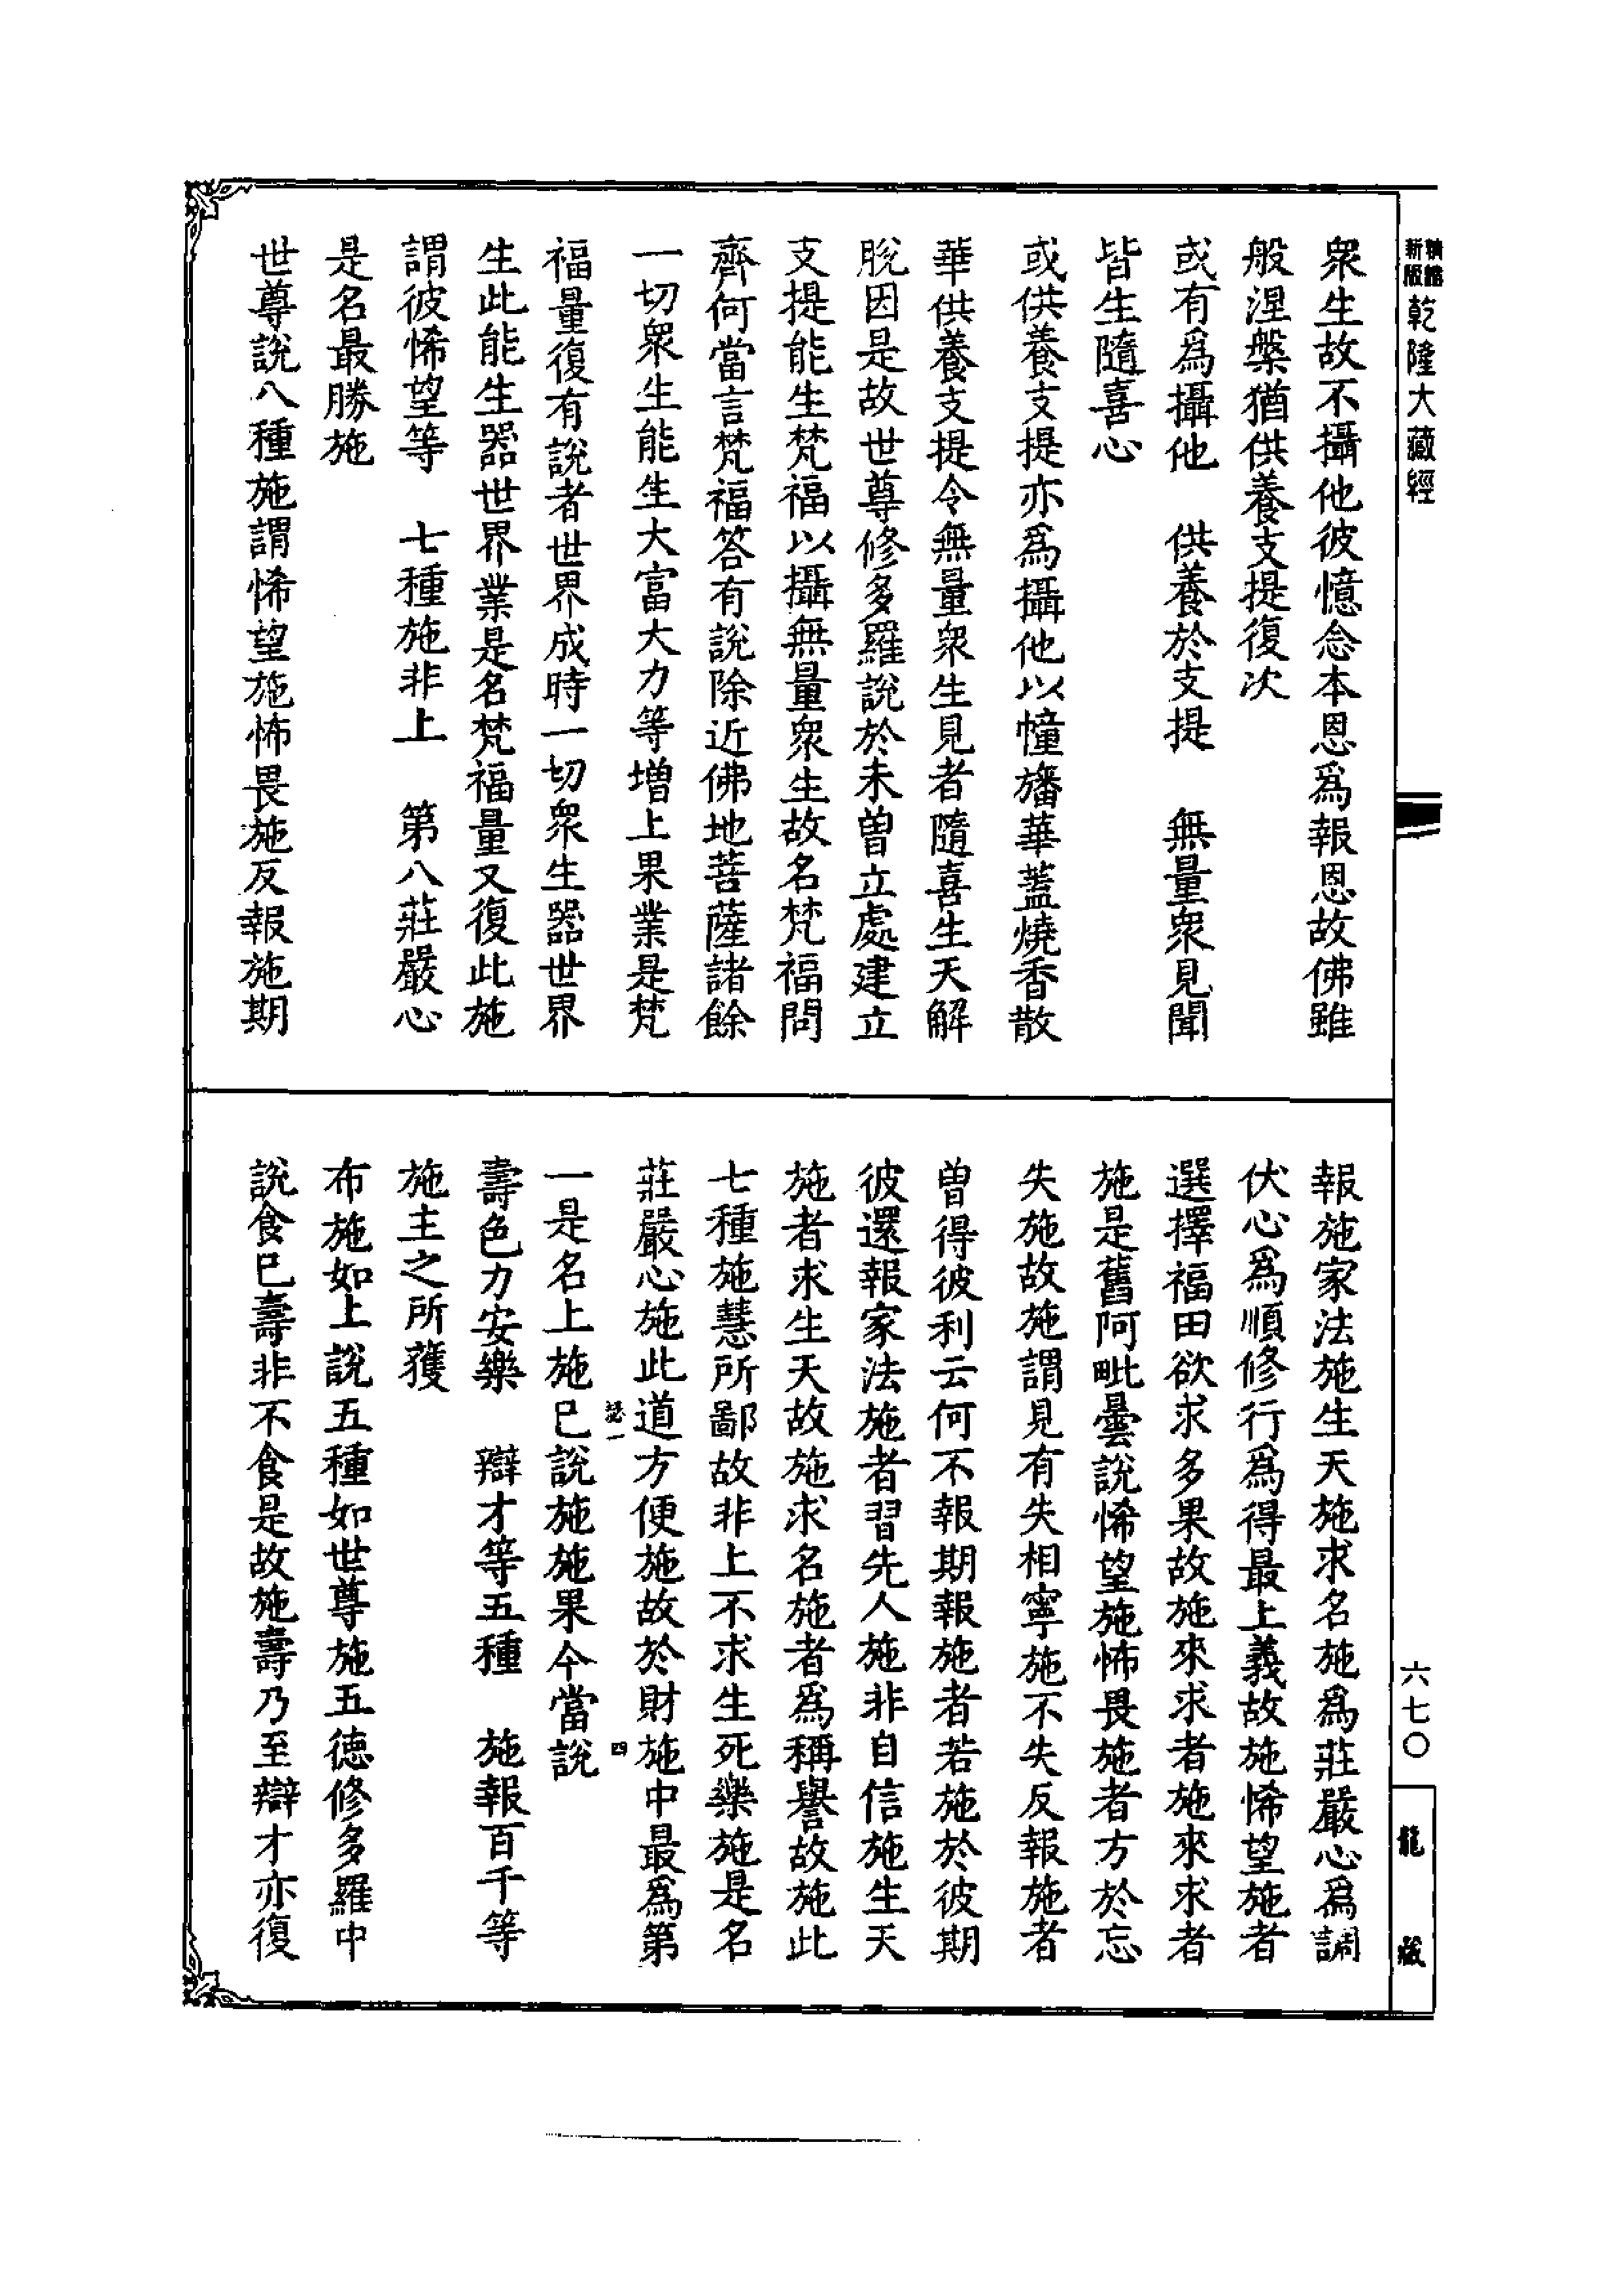 精鐫新版乾隆大藏經
眾生故不攝他彼憶念本恩爲報恩故佛雖
般涅槃猶供養支提復次
或有爲攝他　供養於支提　無量眾見聞
皆生隨喜心
或供養支提亦爲攝他以幢旛華蓋燒香散
華供養支提令無量眾生見者隨喜生天解
脫因是故世尊修多羅說於未曾立處建立
支提能生梵福以攝無量眾生故名梵福問
齊何當言梵福答有說除近佛地菩薩諸餘
一切眾生能生大富大力等增上果業是梵
福量復有說者世界成時一切眾生器世界
生此能生器世界業是名梵福量又復此施
謂彼悕望等　七種施非上　第八莊嚴心
是名最勝施
世尊說八種施謂悕望施怖畏施反報施期
報施家法施生天施求名施爲莊嚴心爲調
伏心爲順修行爲得最上義故施悕望施者
選擇福田欲求多果故施來求者施來求者
施是舊阿毗曇說悕望施怖畏施者方於忘
失施故施謂見有失相寧施不失反報施者
曾得彼利云何不報期報施者若施於彼期
彼還報家法施者習先人施非自信施生天
施者求生天故施求名施者爲稱譽故施此
七種施慧所鄙故非上不求生死樂施是名
莊嚴心施此道方便施故於財施中最爲第
一是名上施已說施施果今當說
四
壽色力安樂　辯才等五種　施報百千等
施主之所獲
布施如上說五種如世尊施五德修多羅中
說食已壽非不食是故施壽乃至辯才亦復
六七〇
龍藏